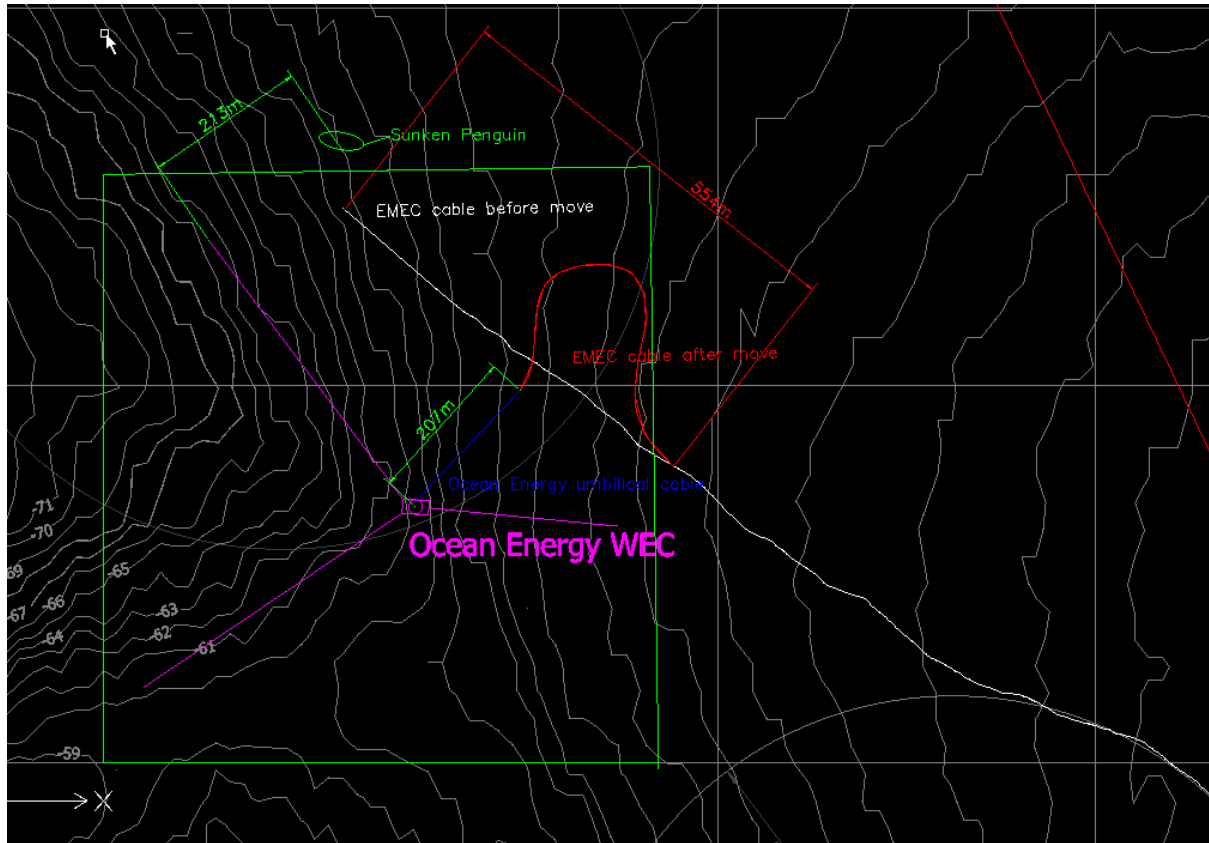 213m
Sunken Penguin
554m
EMEC cable before move
EMEC cable after move
207m
Ocean Energy umbilical cable
Ocean Energy WEC
-71
-70
69
-67
-66
-65
-64
-63
-62
-61
-59